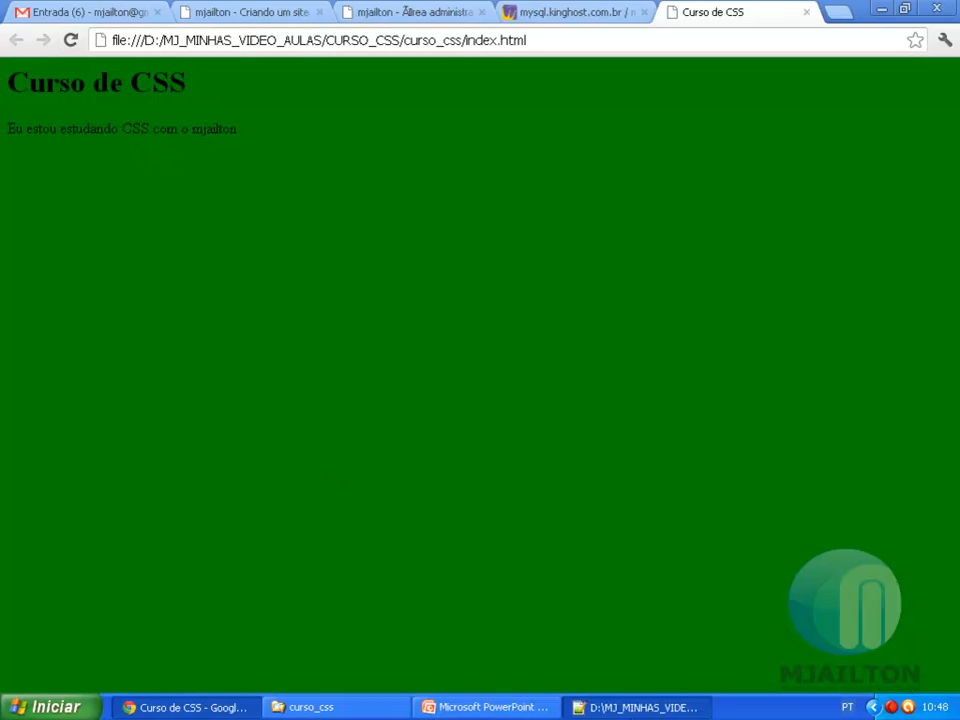 Entrada (6) - mjailton@gm
mjailton - Criando um site
mjailton - Área administra
mysql.kinghost.com.br / n
Curso de CSS
file:///D:/MJ_MINHAS_VIDEO_AULAS/CURSO_CSS/curso_css/index.html
Curso de CSS
Eu estou estudando CSS com o mjailton
MJAILTON
Iniciar
Curso de CSS - Googl...
curso_css
Microsoft PowerPoint ...
D:\MJ_MINHAS_VIDE...
PT
10:48